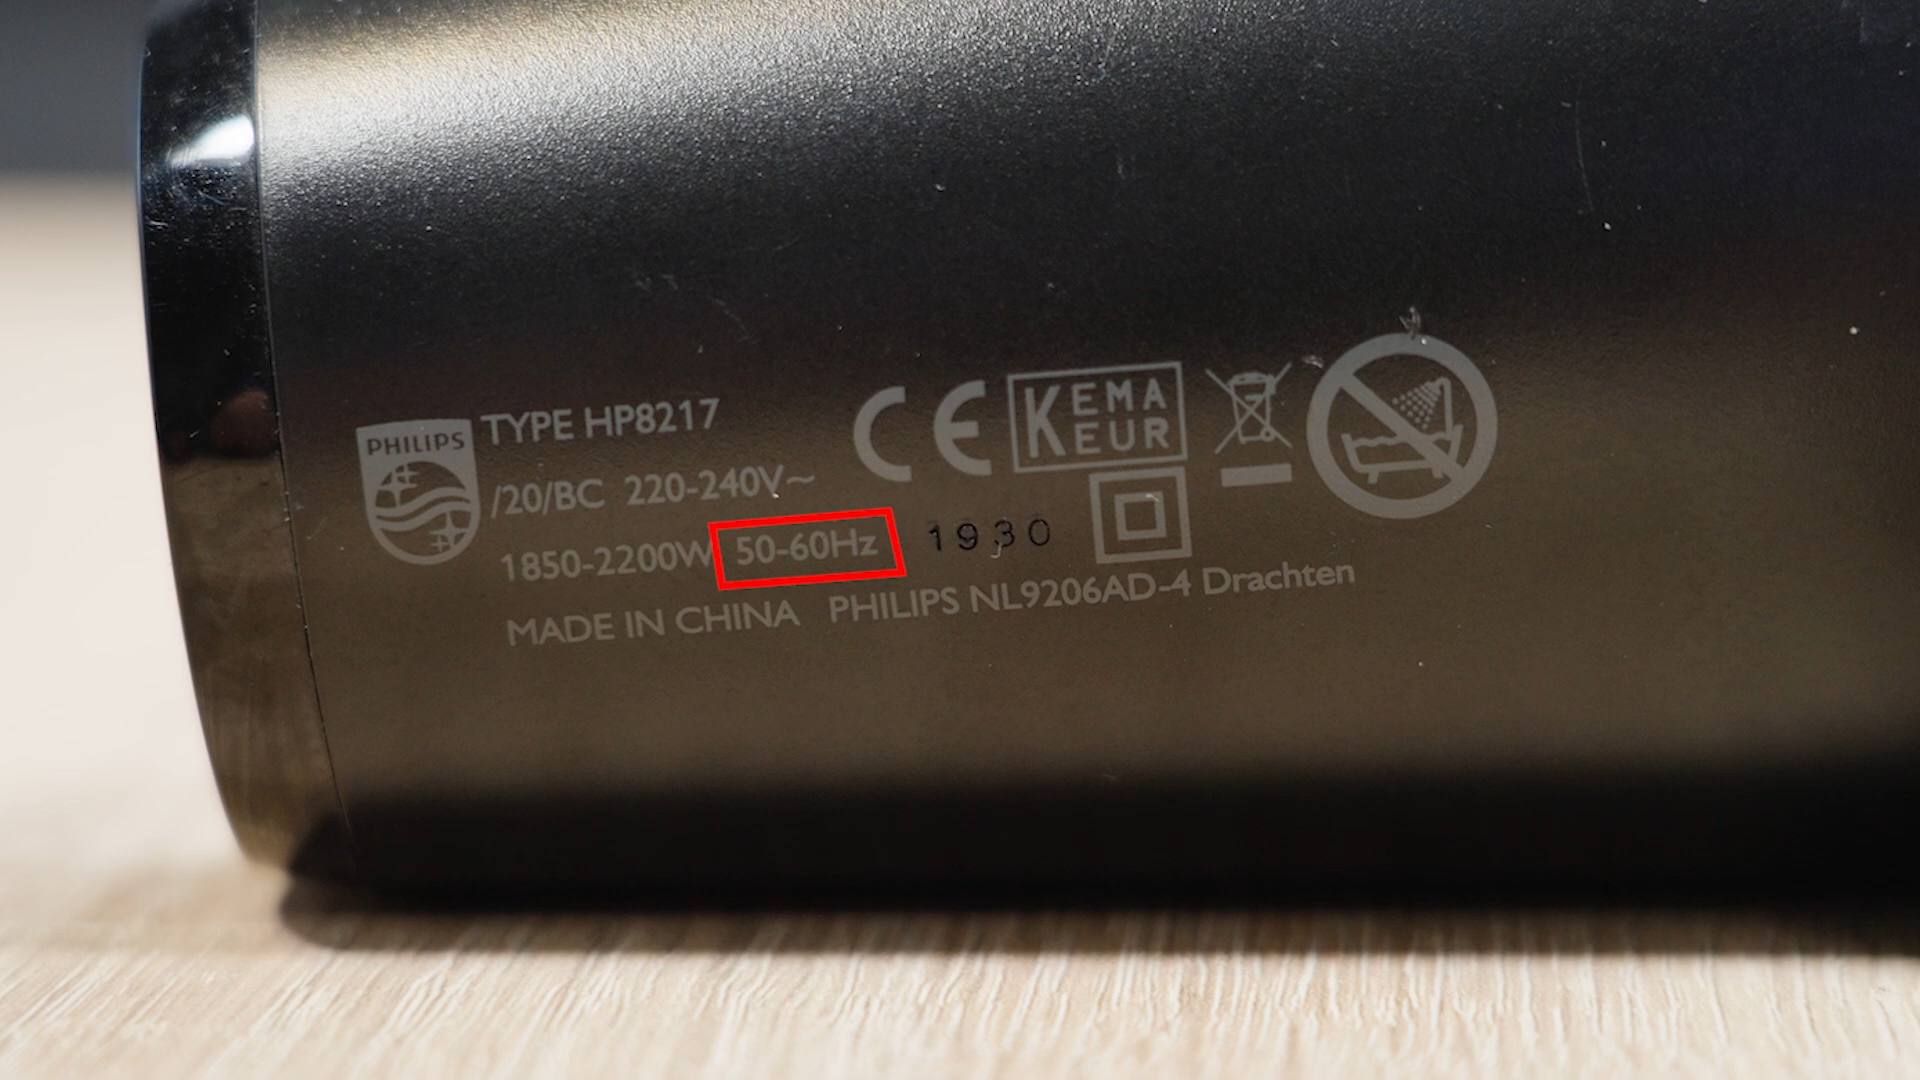 PHILIPS
TYPE HP8217
/20/BC 220-240V~
1850-2200W 50-60Hz 1930
MADE IN CHINA PHILIPS NL9206AD-4 Drachten
CE
KEMA
KEUR